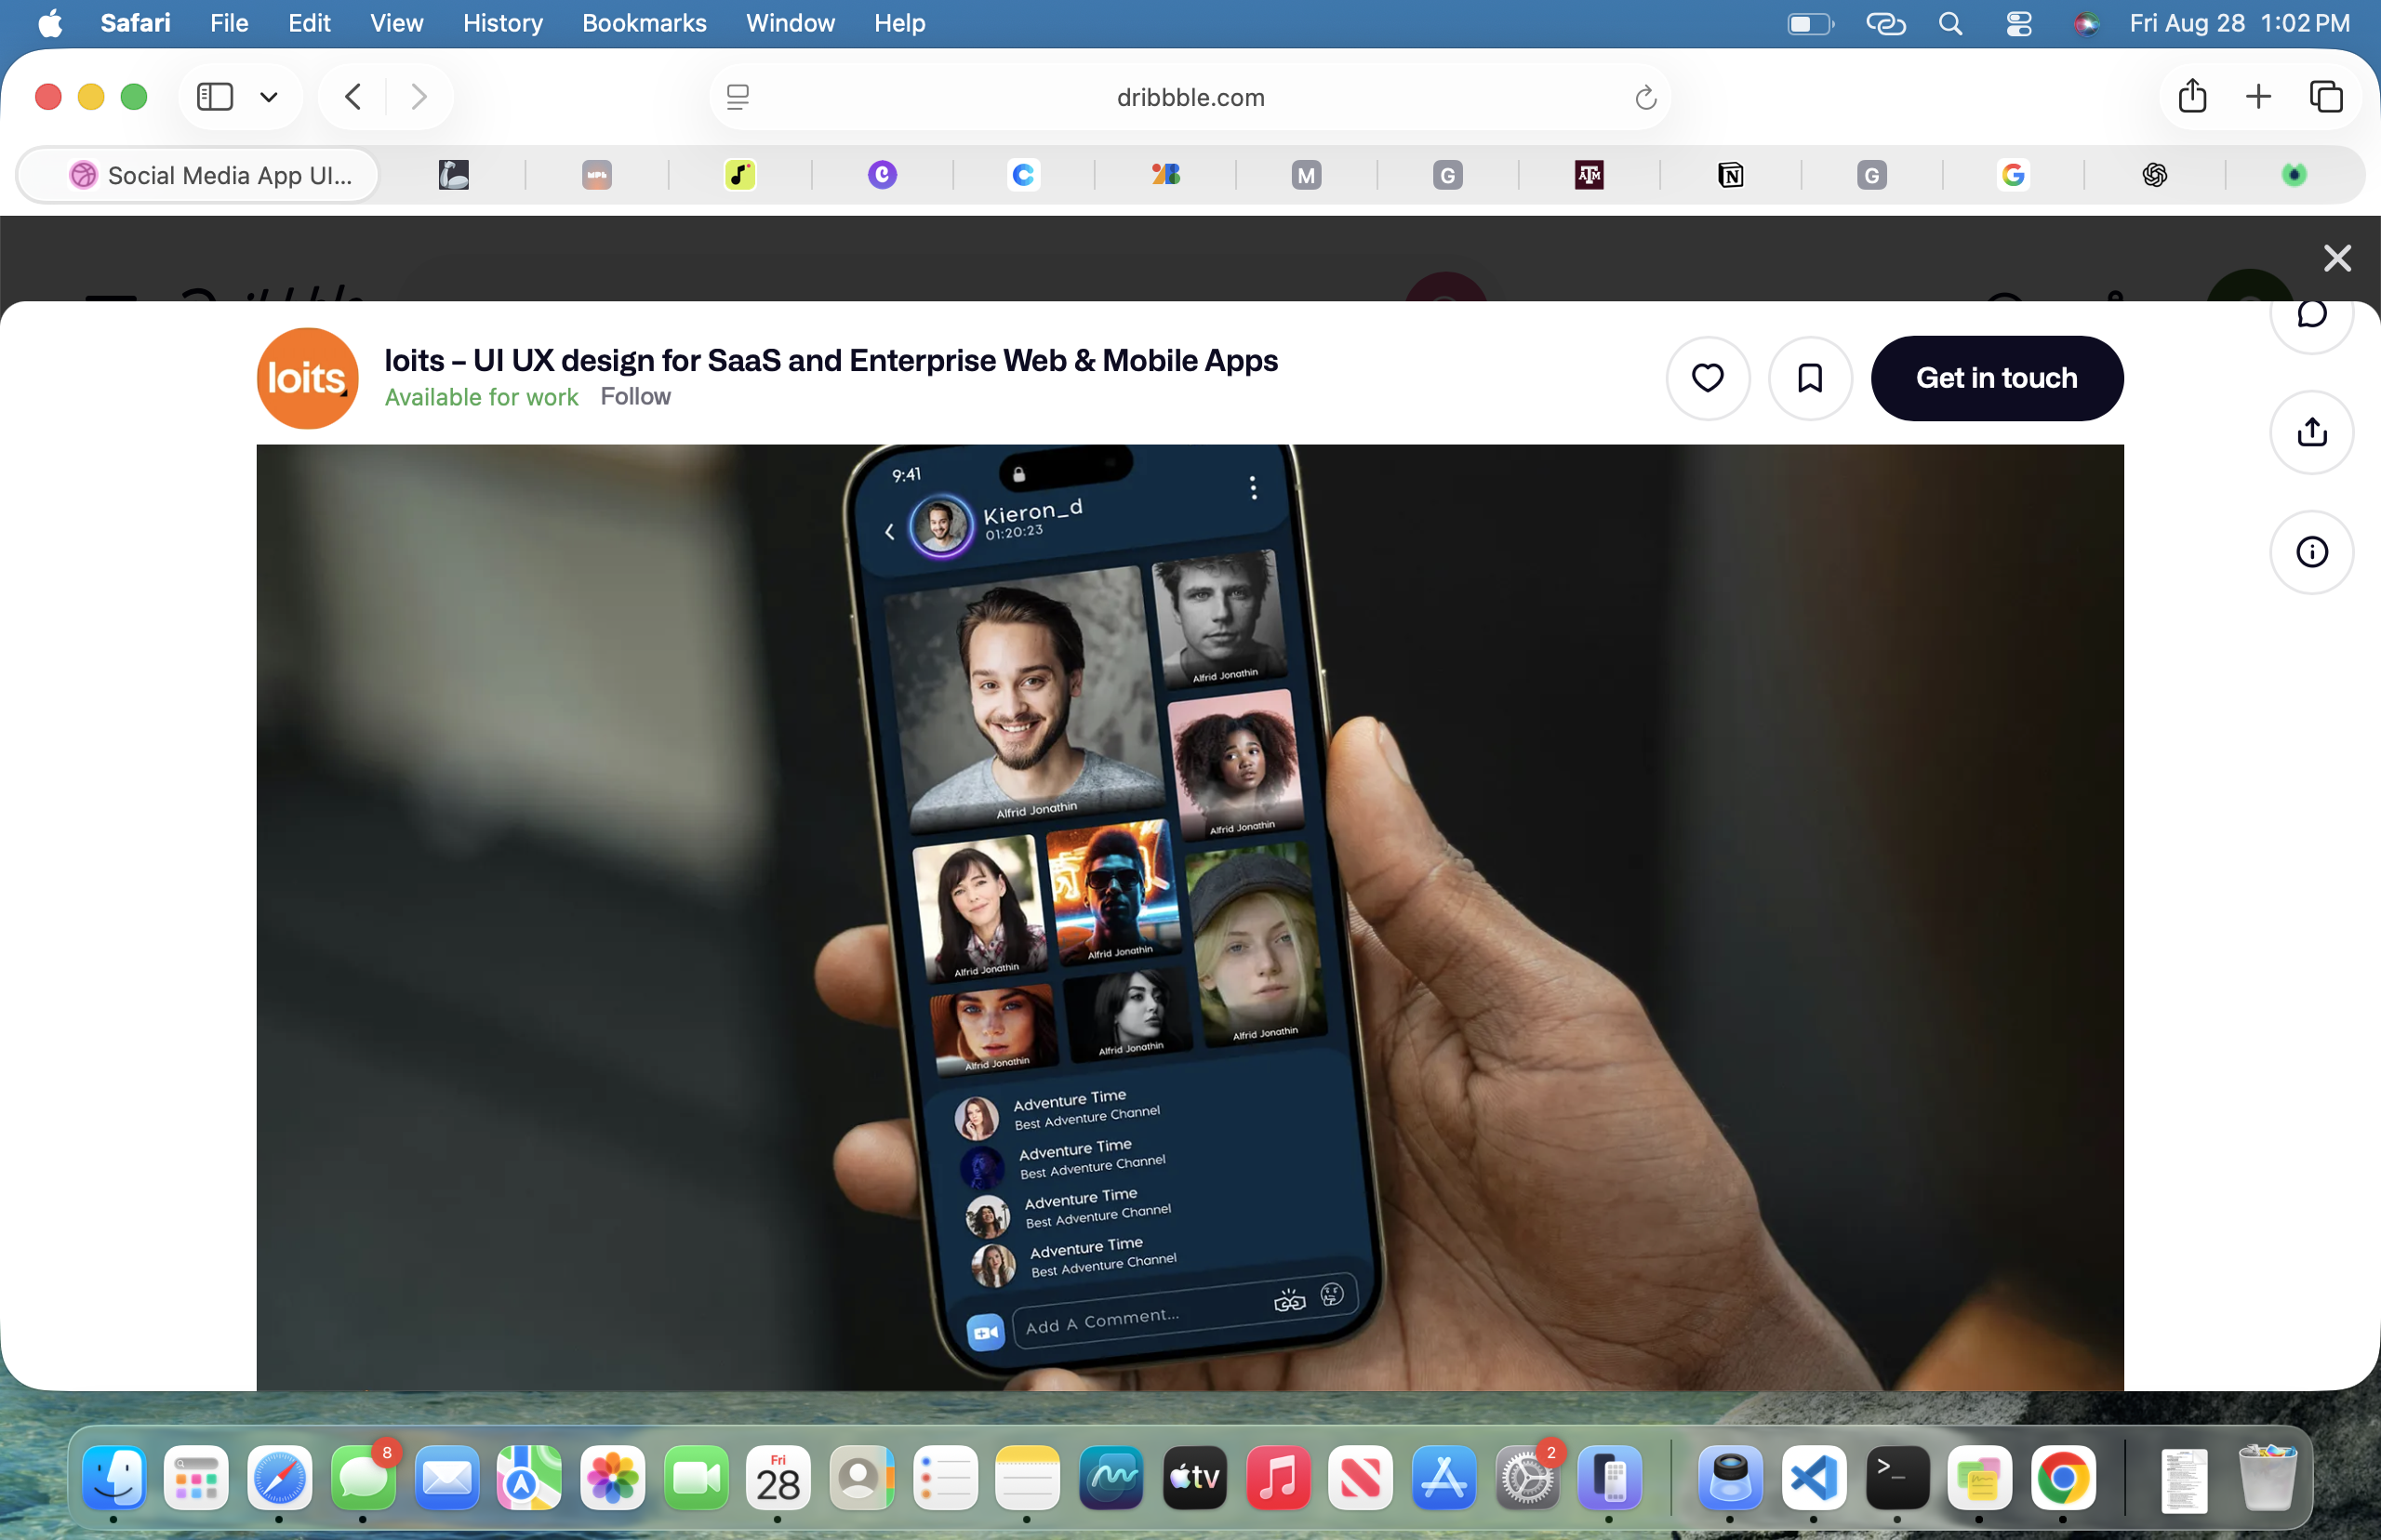 Safari File Edit View History Bookmarks Window Help Fri Aug 28 1:02 PM
dribbble.com
Social Media App UI... MPb C C M G ATM N G G
loits loits – UI UX design for SaaS and Enterprise Web & Mobile Apps
Available for work Follow
Get in touch
9:41
Kieron_d
01:20:23
Alfrid Jonathin
Alfrid Jonathin
Alfrid Jonathin
Alfrid Jonathin
Alfrid Jonathin
Alfrid Jonathin
Alfrid Jonathin
Alfrid Jonathin
Adventure Time
Best Adventure Channel
Adventure Time
Best Adventure Channel
Adventure Time
Best Adventure Channel
Adventure Time
Best Adventure Channel
Add A Comment...
8 Fri 28 tv 2 >_